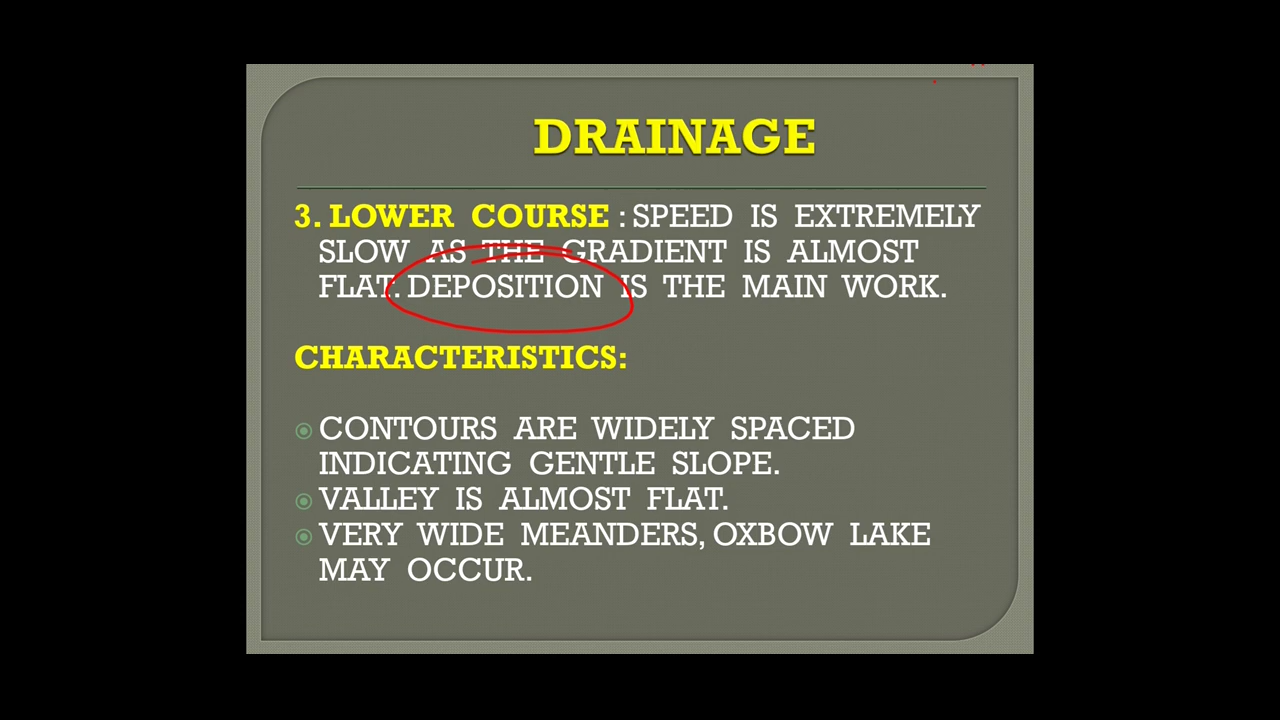 DRAINAGE
3. LOWER COURSE : SPEED IS EXTREMELY
SLOW AS THE GRADIENT IS ALMOST
FLAT. DEPOSITION IS THE MAIN WORK.
CHARACTERISTICS:
CONTOURS ARE WIDELY SPACED
INDICATING GENTLE SLOPE.
VALLEY IS ALMOST FLAT.
VERY WIDE MEANDERS, OXBOW LAKE
MAY OCCUR.